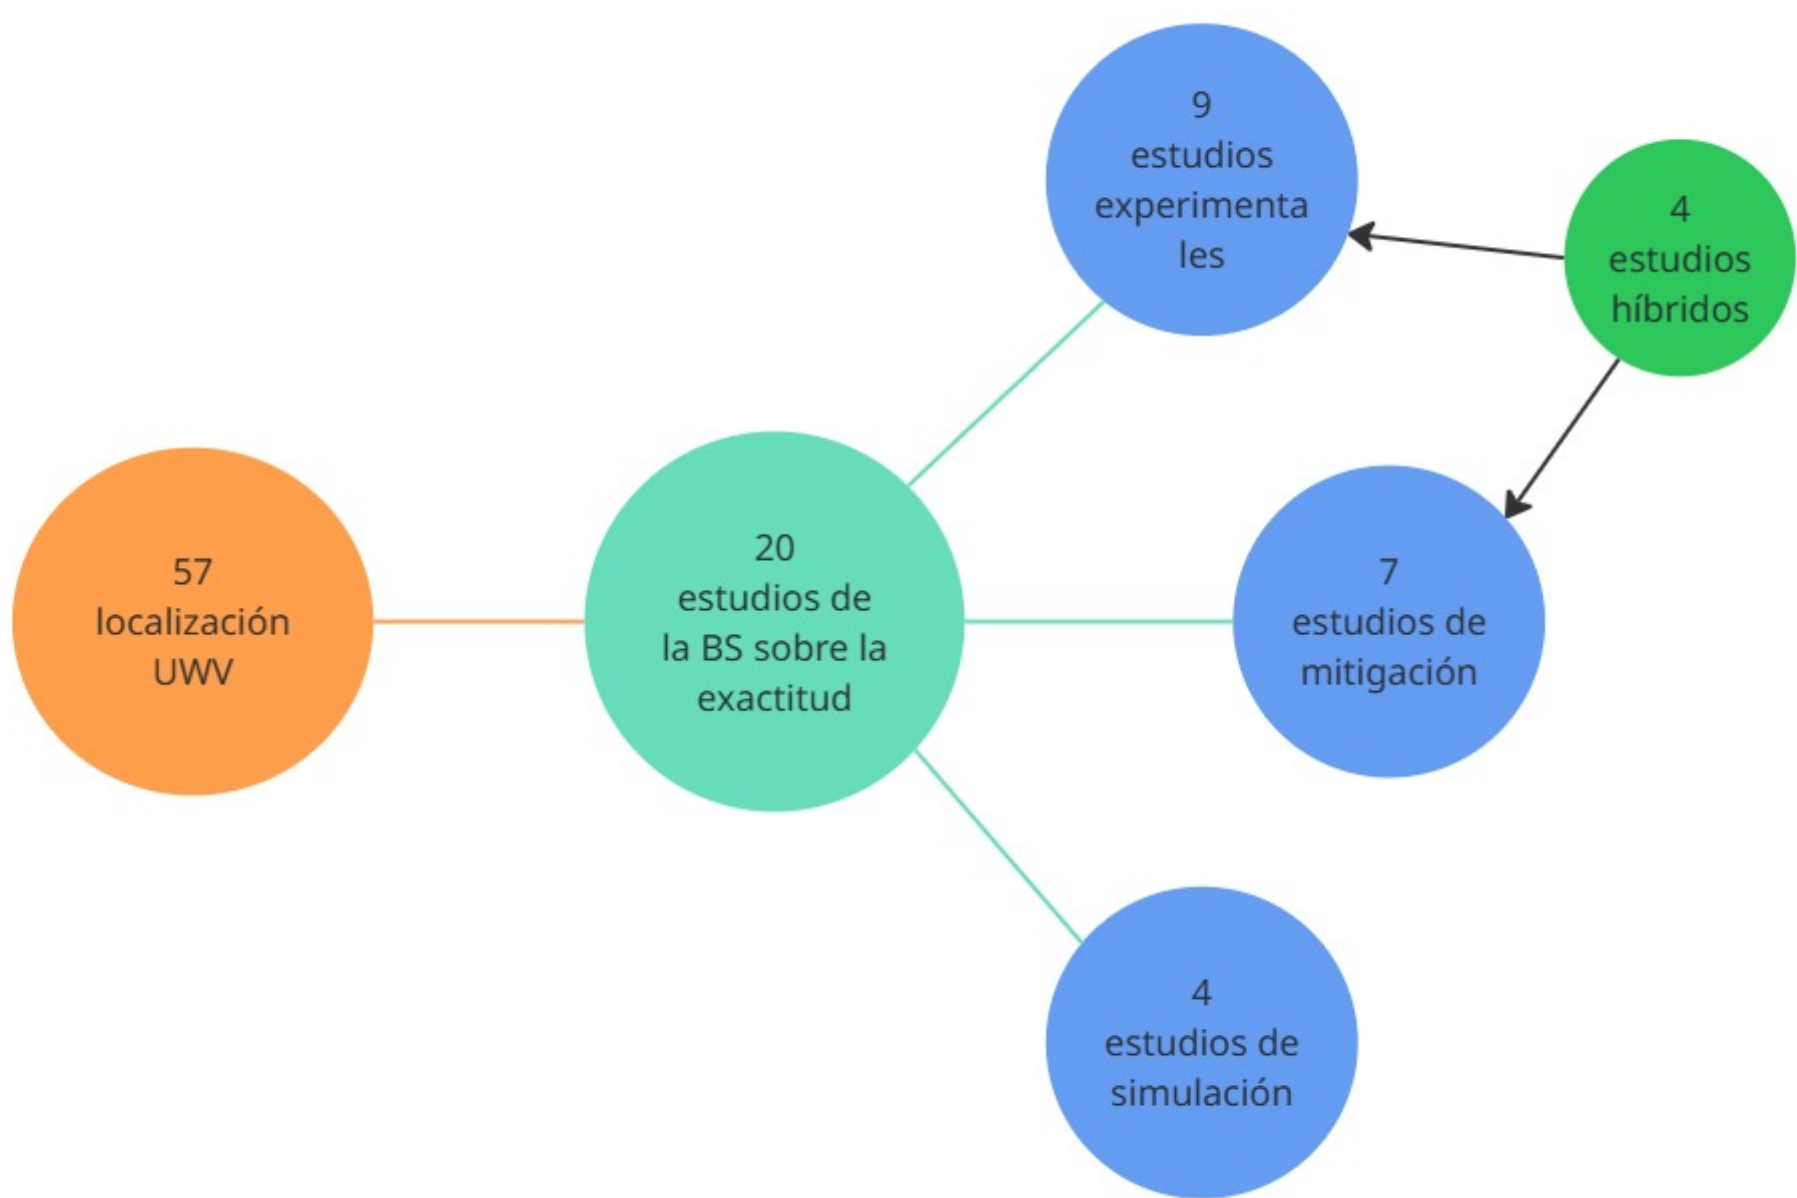 57
localización
UWV
20
estudios de
la BS sobre la
exactitud
9
estudios
experimenta
les
4
estudios
híbridos
7
estudios de
mitigación
4
estudios de
simulación